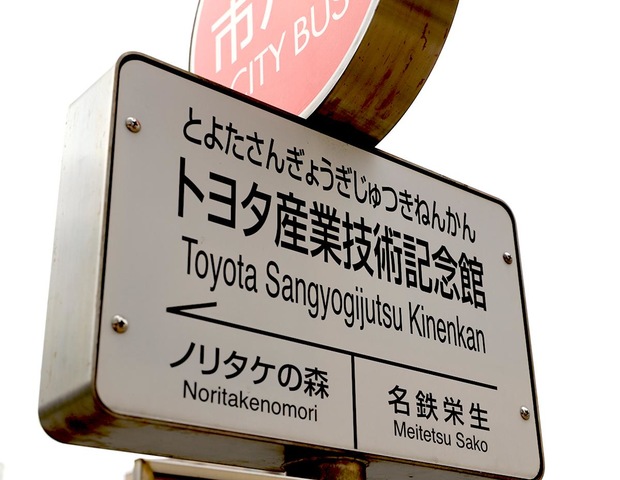 市
CITY BUS
とよたさんぎょうぎじゅつきねんかん
トヨタ産業技術記念館
Toyota Sangyogijutsu Kinenkan
ノリタケの森
Noritakenomori
名鉄栄生
Meitetsu Sako